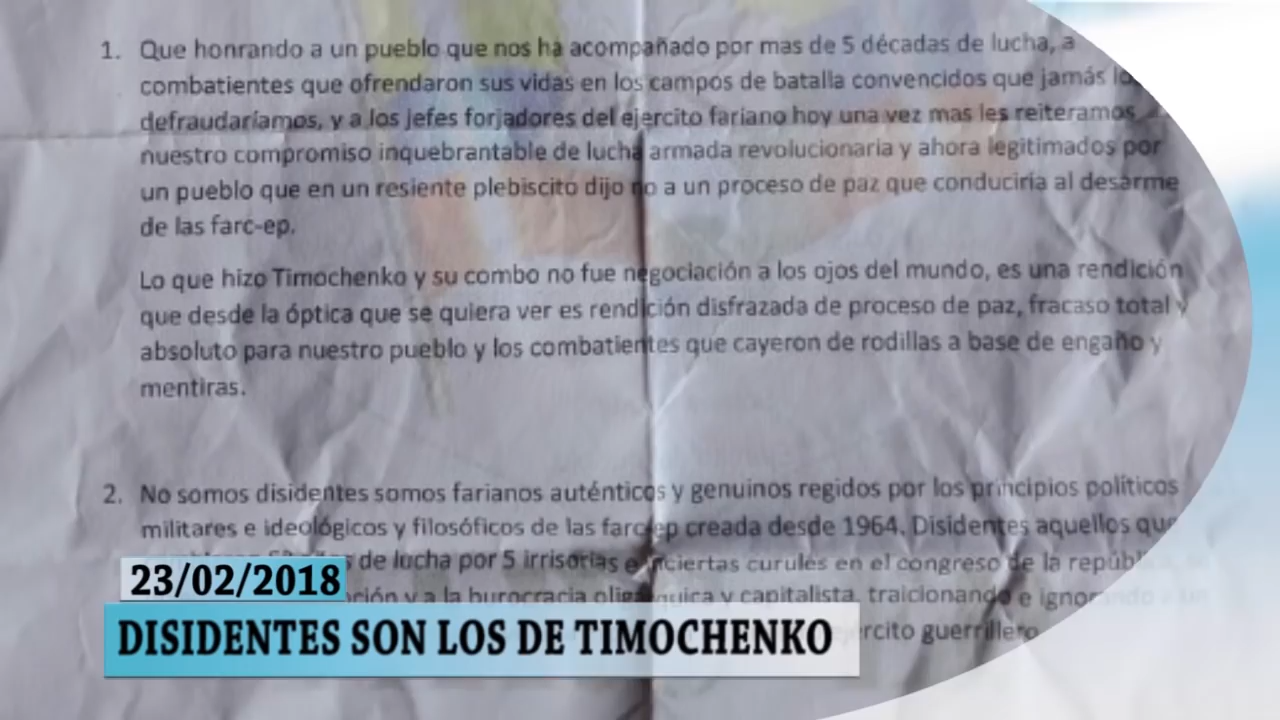 1. Que honrando a un pueblo que nos ha acompañado por mas de 5 décadas de lucha, a
combatientes que ofrendaron sus vidas en los campos de batalla convencidos que jamás
defraudaríamos, y a los jefes forjadores del ejercito fariano hoy una vez mas les reiteramos
nuestro compromiso inquebrantable de lucha armada revolucionaria y ahora legitimados por
un pueblo que en un resiente plebiscito dijo no a un proceso de paz que conduciría al desarme
de las farc-ep.
Lo que hizo Timochenko y su combo no fue negociación a los ojos del mundo, es una rendición
que desde la óptica que se quiera ver es rendición disfrazada de proceso de paz, fracaso total y
absoluto para nuestro pueblo y los combatientes que cayeron de rodillas a base de engaño y
mentiras.
2. No somos disidentes somos farianos auténticos y genuinos regidos por los principios políticos
militares e ideológicos y filosóficos de las farc-ep creada desde 1964. Disidentes aquellos que
de lucha por 5 irrisorias e inciertas curules en el congreso de la
y a la burocracia oligárquica y capitalista, traicionando e
guerrillero
23/02/2018
DISIDENTES SON LOS DE TIMOCHENKO